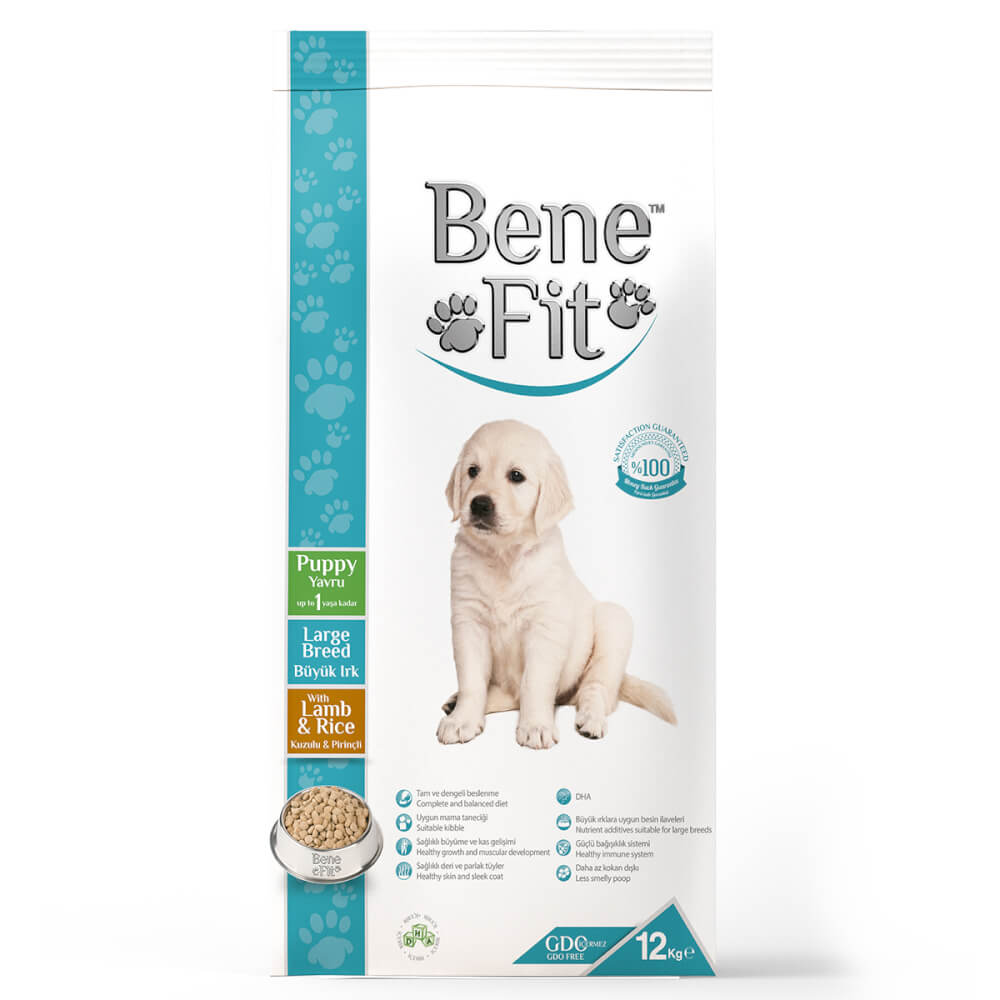 Bene™
Fit
SATISFACTION GUARANTEED
%100
Money Back Guarantee
Puppy
Yavru
up to 1 yaşa kadar
Large
Breed
Büyük Irk
With
Lamb
& Rice
Kuzulu & Pirinçli
Bene
Fit
Tam ve dengeli beslenme
Complete and balanced diet
Uygun mama taneciği
Suitable kibble
Sağlıklı büyüme ve kas gelişimi
Healthy growth and muscular development
Sağlıklı deri ve parlak tüyler
Healthy skin and sleek coat
DHA
Büyük ırklara uygun besin ilaveleri
Nutrient additives suitable for large breeds
Güçlü bağışıklık sistemi
Healthy immune system
Daha az kokan dışkı
Less smelly poop
DHA
GDO İÇERMEZ
GDO FREE
12Kg℮